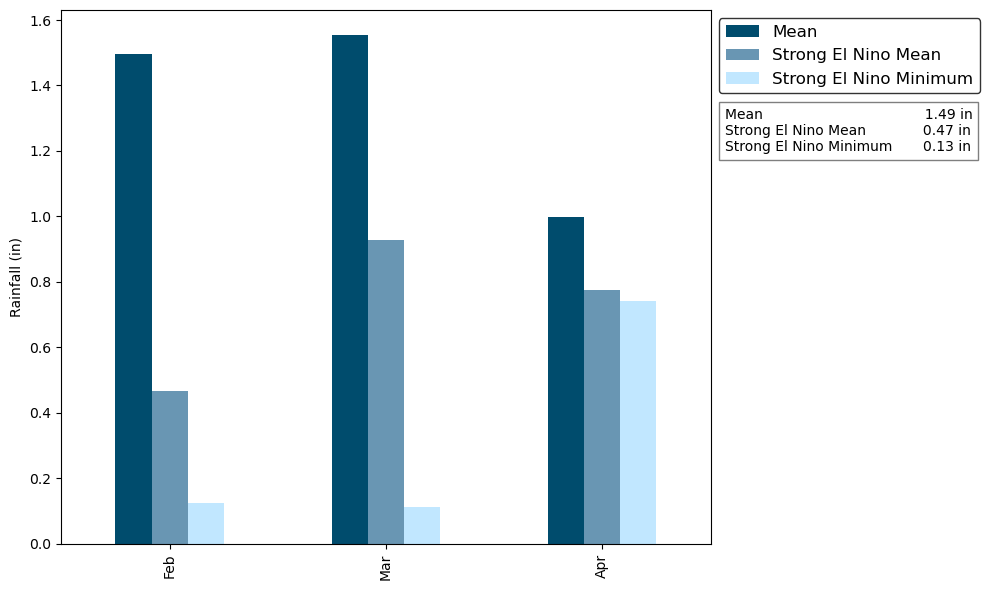 1.6
1.4
1.2
1.0
0.8
0.6
0.4
0.2
0.0
Rainfall (in)
Feb
Mar
Apr
Mean
Strong El Nino Mean
Strong El Nino Minimum
Mean 1.49 in
Strong El Nino Mean 0.47 in
Strong El Nino Minimum 0.13 in